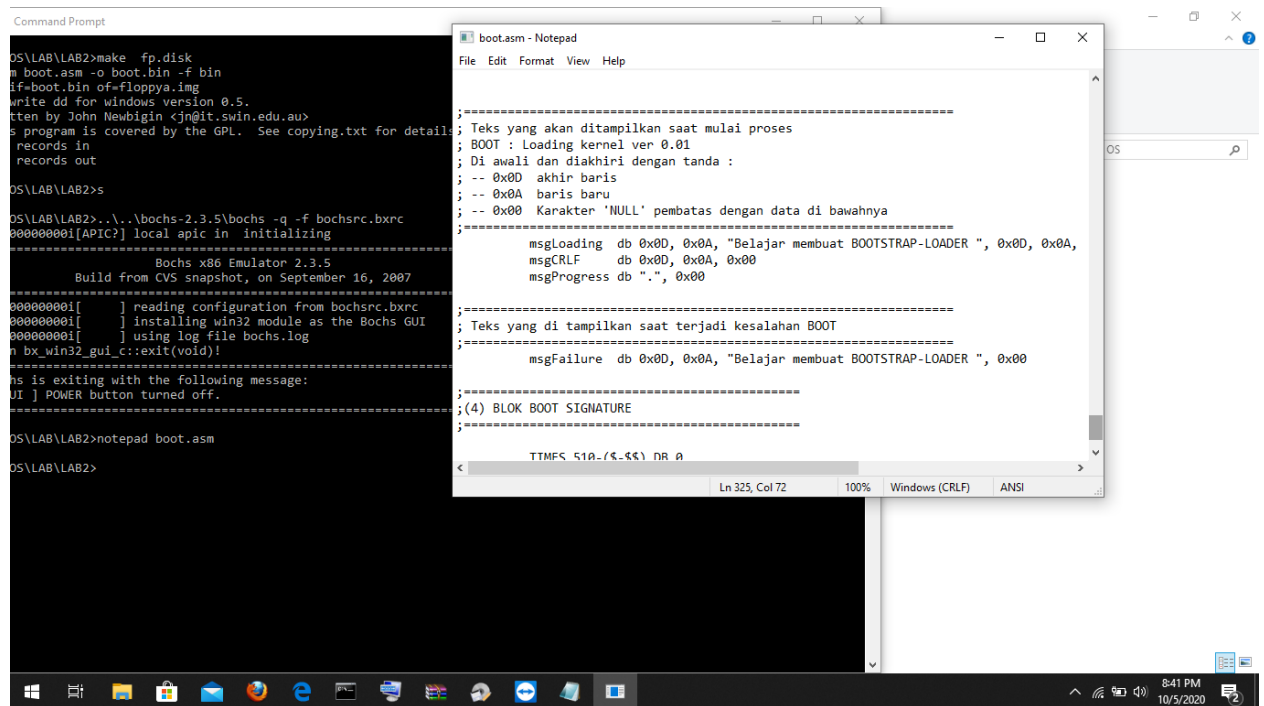 Command Prompt
OS\LAB\LAB2>make  fp.disk
m boot.asm -o boot.bin -f bin
if=boot.bin of=floppya.img
write dd for windows version 0.5.
tten by John Newbigin <jn@it.swin.edu.au>
s program is covered by the GPL.  See copying.txt for details
records in
records out
OS\LAB\LAB2>s
OS\LAB\LAB2>..\..\bochs-2.3.5\bochs -q -f bochsrc.bxrc
00000000i[APIC?] local apic in  initializing
========================================================================
Bochs x86 Emulator 2.3.5
Build from CVS snapshot, on September 16, 2007
========================================================================
00000000i[     ] reading configuration from bochsrc.bxrc
00000000i[     ] installing win32 module as the Bochs GUI
00000000i[     ] using log file bochs.log
n bx_win32_gui_c::exit(void)!
========================================================================
hs is exiting with the following message:
UI ] POWER button turned off.
========================================================================
OS\LAB\LAB2>notepad boot.asm
OS\LAB\LAB2>
boot.asm - Notepad
File Edit Format View Help
;====================================================================
; Teks yang akan ditampilkan saat mulai proses
; BOOT : Loading kernel ver 0.01
; Di awali dan diakhiri dengan tanda :
; -- 0x0D  akhir baris
; -- 0x0A  baris baru
; -- 0x00  Karakter 'NULL' pembatas dengan data di bawahnya
;====================================================================
msgLoading  db 0x0D, 0x0A, "Belajar membuat BOOTSTRAP-LOADER ", 0x0D, 0x0A,
msgCRLF     db 0x0D, 0x0A, 0x00
msgProgress db ".", 0x00
;====================================================================
; Teks yang di tampilkan saat terjadi kesalahan BOOT
;====================================================================
msgFailure  db 0x0D, 0x0A, "Belajar membuat BOOTSTRAP-LOADER ", 0x00
;===============================================
;(4) BLOK BOOT SIGNATURE
;===============================================
TIMES 510-($-$$) DB 0
Ln 325, Col 72 100% Windows (CRLF) ANSI
OS
8:41 PM
10/5/2020
2